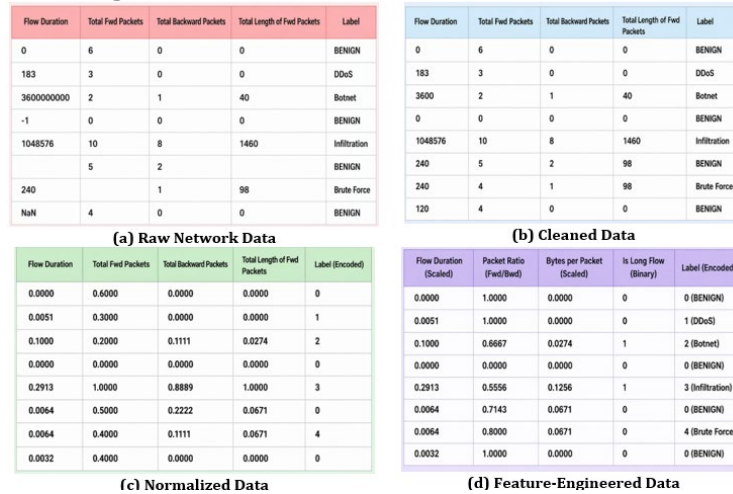 Flow Duration Total Fwd Packets Total Backward Packets Total Length of Fwd Packets Label
0 6 0 0 BENIGN
183 3 0 0 DDoS
3600000000 2 1 40 Botnet
-1 0 0 0 BENIGN
1048576 10 8 1460 Infiltration
5 2 BENIGN
240 1 98 Brute Force
NaN 4 0 0 BENIGN
(a) Raw Network Data
Flow Duration Total Fwd Packets Total Backward Packets Total Length of Fwd Label
Packets
0 6 0 0 BENIGN
183 3 0 0 DDoS
3600 2 1 40 Botnet
0 0 0 0 BENIGN
1048576 10 8 1460 Infiltration
240 5 2 98 BENIGN
240 4 1 98 Brute Force
120 4 0 0 BENIGN
(b) Cleaned Data
Flow Duration Total Fwd Packets Total Backward Packets Total Length of Fwd Label (Encoded)
Packets
0.0000 0.6000 0.0000 0.0000 0
0.0051 0.3000 0.0000 0.0000 1
0.1000 0.2000 0.1111 0.0274 2
0.0000 0.0000 0.0000 0.0000 0
0.2913 1.0000 0.8889 1.0000 3
0.0064 0.5000 0.2222 0.0671 0
0.0064 0.4000 0.1111 0.0671 4
0.0032 0.4000 0.0000 0.0000 0
(c) Normalized Data
Flow Duration Packet Ratio Bytes per Packet Is Long Flow Label (Encoded
(Scaled) (Fwd/Bwd) (Scaled) (Binary)
0.0000 1.0000 0.0000 0 0 (BENIGN)
0.0051 1.0000 0.0000 0 1 (DDoS)
0.1000 0.6667 0.0274 1 2 (Botnet)
0.0000 0.0000 0.0000 0 0 (BENIGN)
0.2913 0.5556 0.1256 1 3 (Infiltration)
0.0064 0.7143 0.0671 0 0 (BENIGN)
0.0064 0.8000 0.0671 0 4 (Brute Force
0.0032 1.0000 0.0000 0 0 (BENIGN)
(d) Feature-Engineered Data